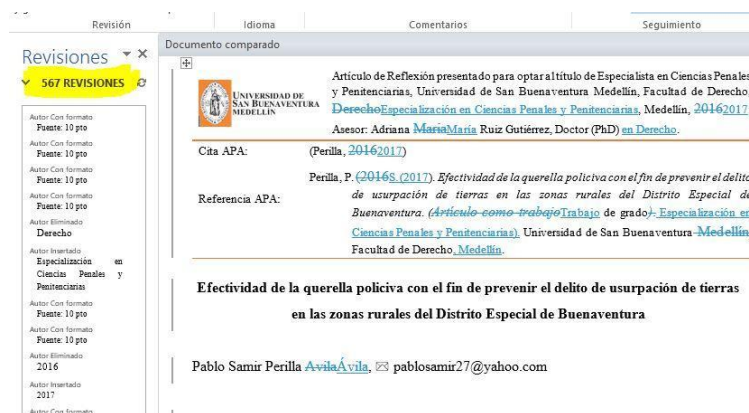 Revisión Idioma Comentarios Seguimiento
Revisiones
567 REVISIONES
Autor Con formato
Fuente: 10 pto
Autor Con formato
Fuente: 10 pto
Autor Con formato
Fuente: 10 pto
Autor Con formato
Fuente: 10 pto
Autor Eliminado
Derecho
Autor Insertado
Especialización en
Ciencias Penales y
Penitenciarias
Autor Con formato
Fuente: 10 pto
Autor Con formato
Fuente: 10 pto
Autor Eliminado
2016
Autor Insertado
2017
Autor Con formato
Documento comparado
UNIVERSIDAD DE
SAN BUENAVENTURA
MEDELLÍN
Artículo de Reflexión presentado para optar al título de Especialista en Ciencias Penales
y Penitenciarias, Universidad de San Buenaventura Medellín, Facultad de Derecho
DerechoEspecialización en Ciencias Penales y Penitenciarias, Medellín, 20162017
Asesor: Adriana MariaMaría Ruiz Gutiérrez, Doctor (PhD) en Derecho.
Cita APA: (Perilla, 20162017)
Referencia APA:
Perilla, P. (2016S. (2017). Efectividad de la querella policiva con el fin de prevenir el delito
de usurpación de tierras en las zonas rurales del Distrito Especial de
Buenaventura. (Artículo como trabajoTrabajo de grado). Especialización en
Ciencias Penales y Penitenciarias). Universidad de San Buenaventura Medellín
Facultad de Derecho, Medellín.
Efectividad de la querella policiva con el fin de prevenir el delito de usurpación de tierras
en las zonas rurales del Distrito Especial de Buenaventura
Pablo Samir Perilla AvilaÁvila, ✉ pablosamir27@yahoo.com